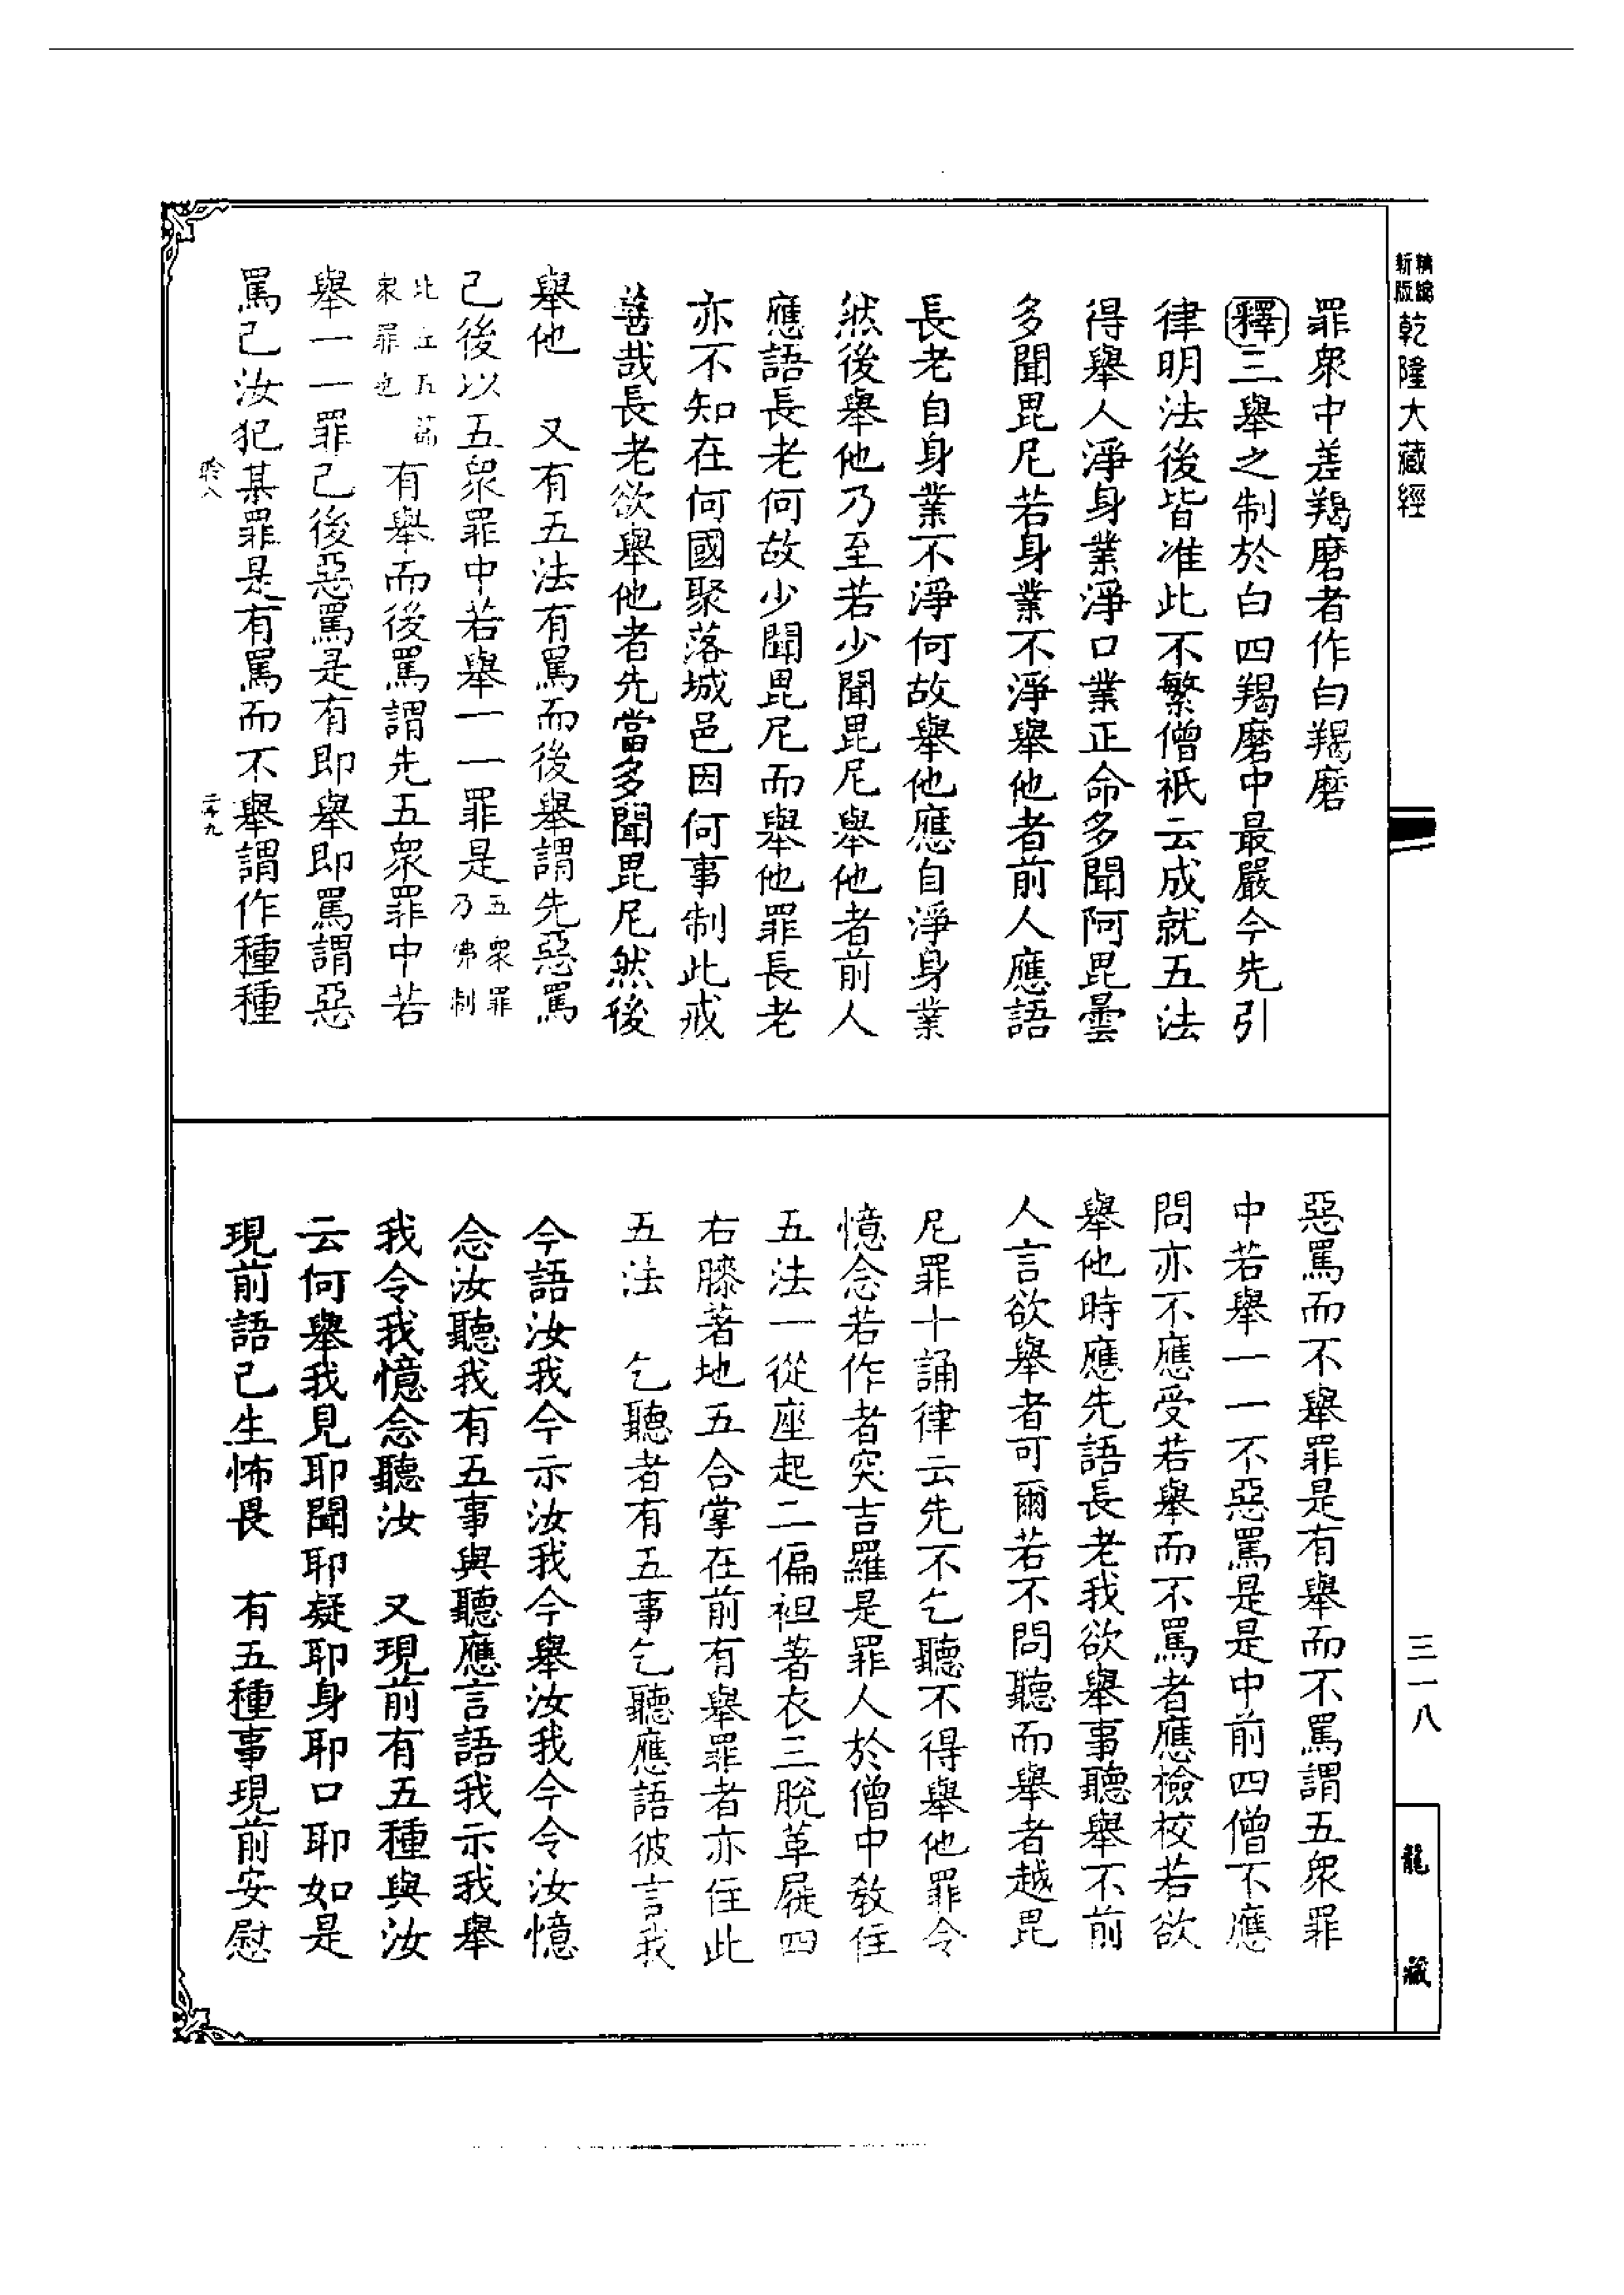 新版精縮乾隆大藏經
罪眾中差羯磨者作白羯磨
釋三舉之制於白四羯磨中最嚴今先引
律明法後皆准此不繁僧祇云成就五法
得舉人淨身業淨口業正命多聞阿毘曇
多聞毘尼若身業不淨舉他者前人應語
長老自身業不淨何故舉他應自淨身業
然後舉他乃至若少聞毘尼舉他者前人
應語長老何故少聞毘尼而舉他罪長老
亦不知在何國聚落城邑因何事制此戒
善哉長老欲舉他者先當多聞毘尼然後
舉他　又有五法有罵而後舉謂先惡罵
已後以五眾罪中若舉一一罪是五眾罪乃佛制
比丘五篇眾罪也有舉而後罵謂先五眾罪中若
舉一一罪已後惡罵是有即舉即罵謂惡
罵已汝犯某罪是有罵而不舉謂作種種
聆八　二十九
惡罵而不舉罪是有舉而不罵謂五眾罪
中若舉一一不惡罵是是中前四僧不應
問亦不應受若舉而不罵者應檢校若欲
舉他時應先語長老我欲舉事聽舉不前
人言欲舉者可爾若不問聽而舉者越毘
尼罪十誦律云先不乞聽不得舉他罪令
憶念若作者突吉羅是罪人於僧中教住
五法一從座起二偏袒著衣三脫革屣四
右膝著地五合掌在前有舉罪者亦住此
五法　乞聽者有五事乞聽應語彼言我
今語汝我今示汝我今舉汝我今令汝憶
念汝聽我有五事與聽應言語我示我舉
我令我憶念聽汝　又現前有五種與汝
云何舉我見耶聞耶疑耶身耶口耶如是
現前語已生怖畏　有五種事現前安慰
三一八
龍藏